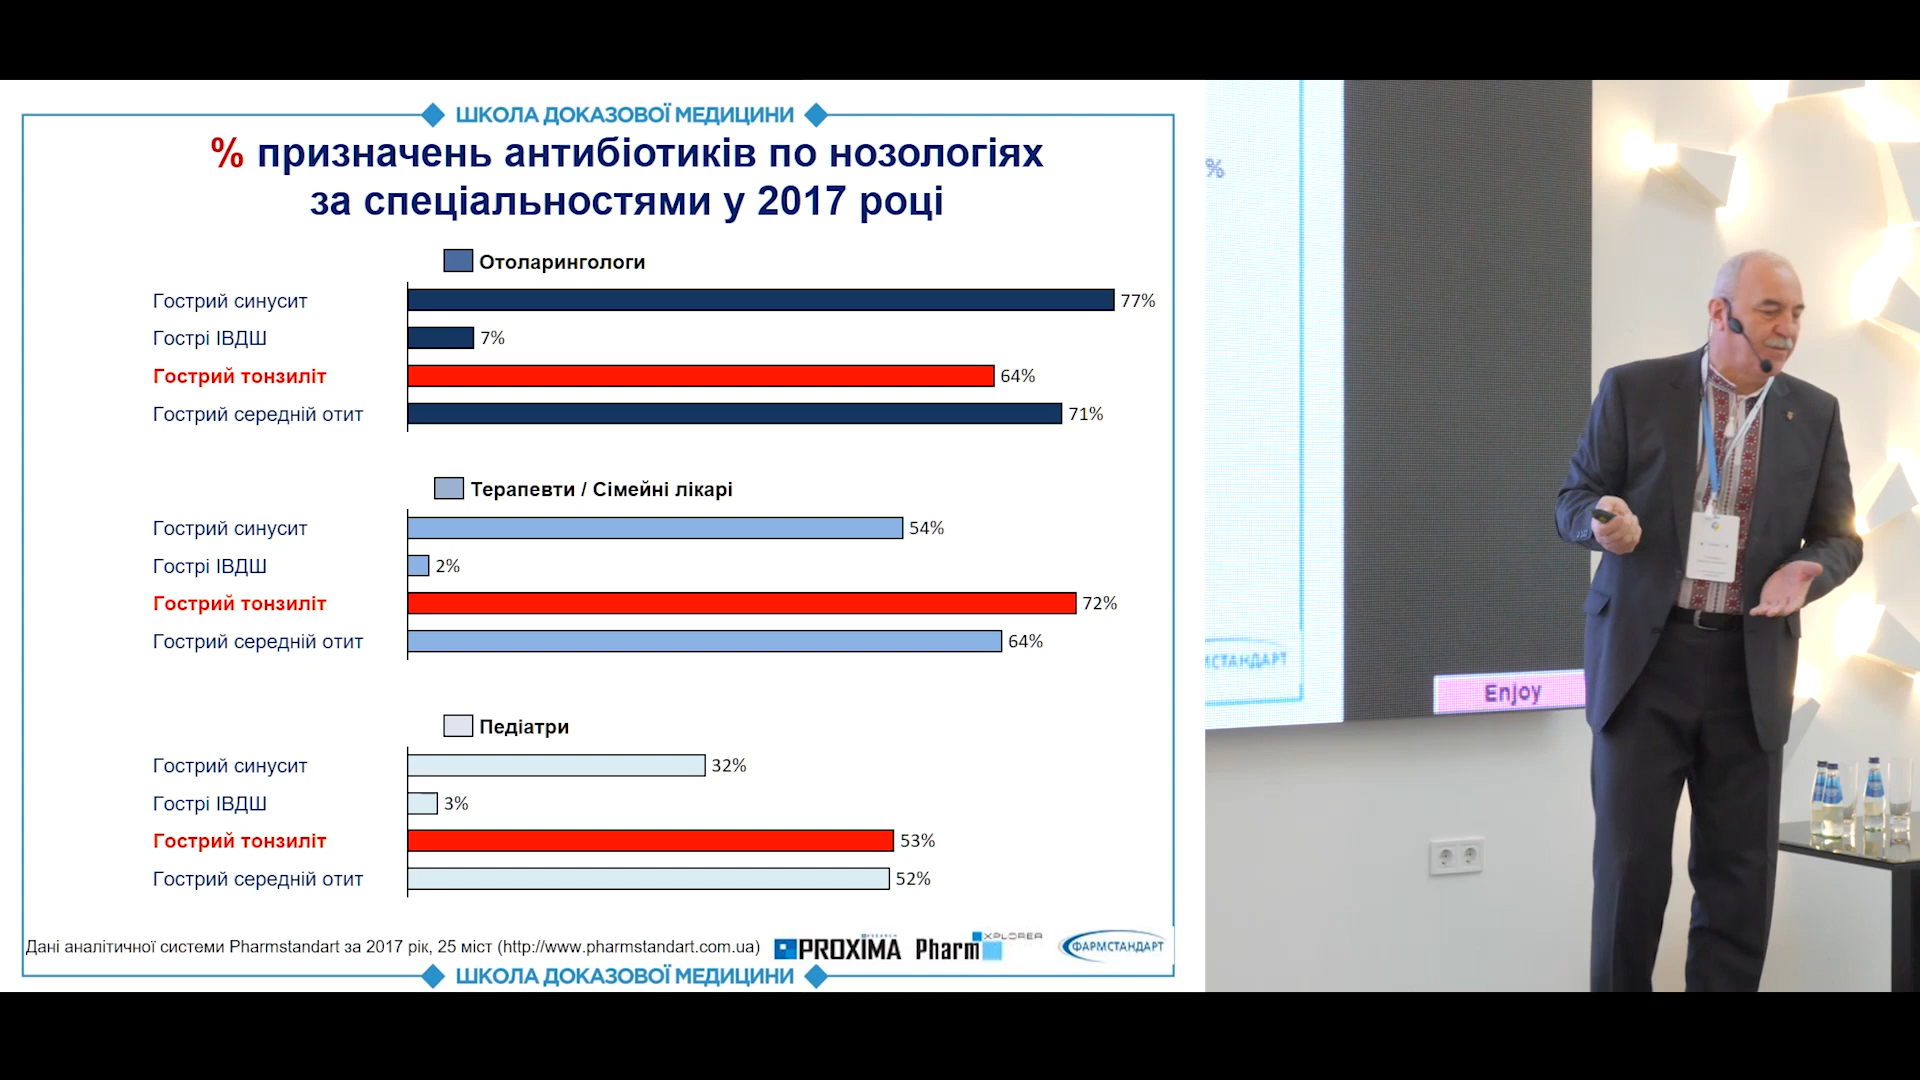 ШКОЛА ДОКАЗОВОЇ МЕДИЦИНИ
% призначень антибіотиків по нозологіях
за спеціальностями у 2017 році
Отоларингологи
Гострий синусит 77%
Гострі ІВДШ 7%
Гострий тонзиліт 64%
Гострий середній отит 71%
Терапевти / Сімейні лікарі
Гострий синусит 54%
Гострі ІВДШ 2%
Гострий тонзиліт 72%
Гострий середній отит 64%
Педіатри
Гострий синусит 32%
Гострі ІВДШ 3%
Гострий тонзиліт 53%
Гострий середній отит 52%
Дані аналітичної системи Pharmstandart за 2017 рік, 25 міст (http://www.pharmstandart.com.ua)
RESEARCH
PROXIMA
Pharm XPLORER
ФАРМСТАНДАРТ
ШКОЛА ДОКАЗОВОЇ МЕДИЦИНИ
%
СТАНДАРТ
Enjoy